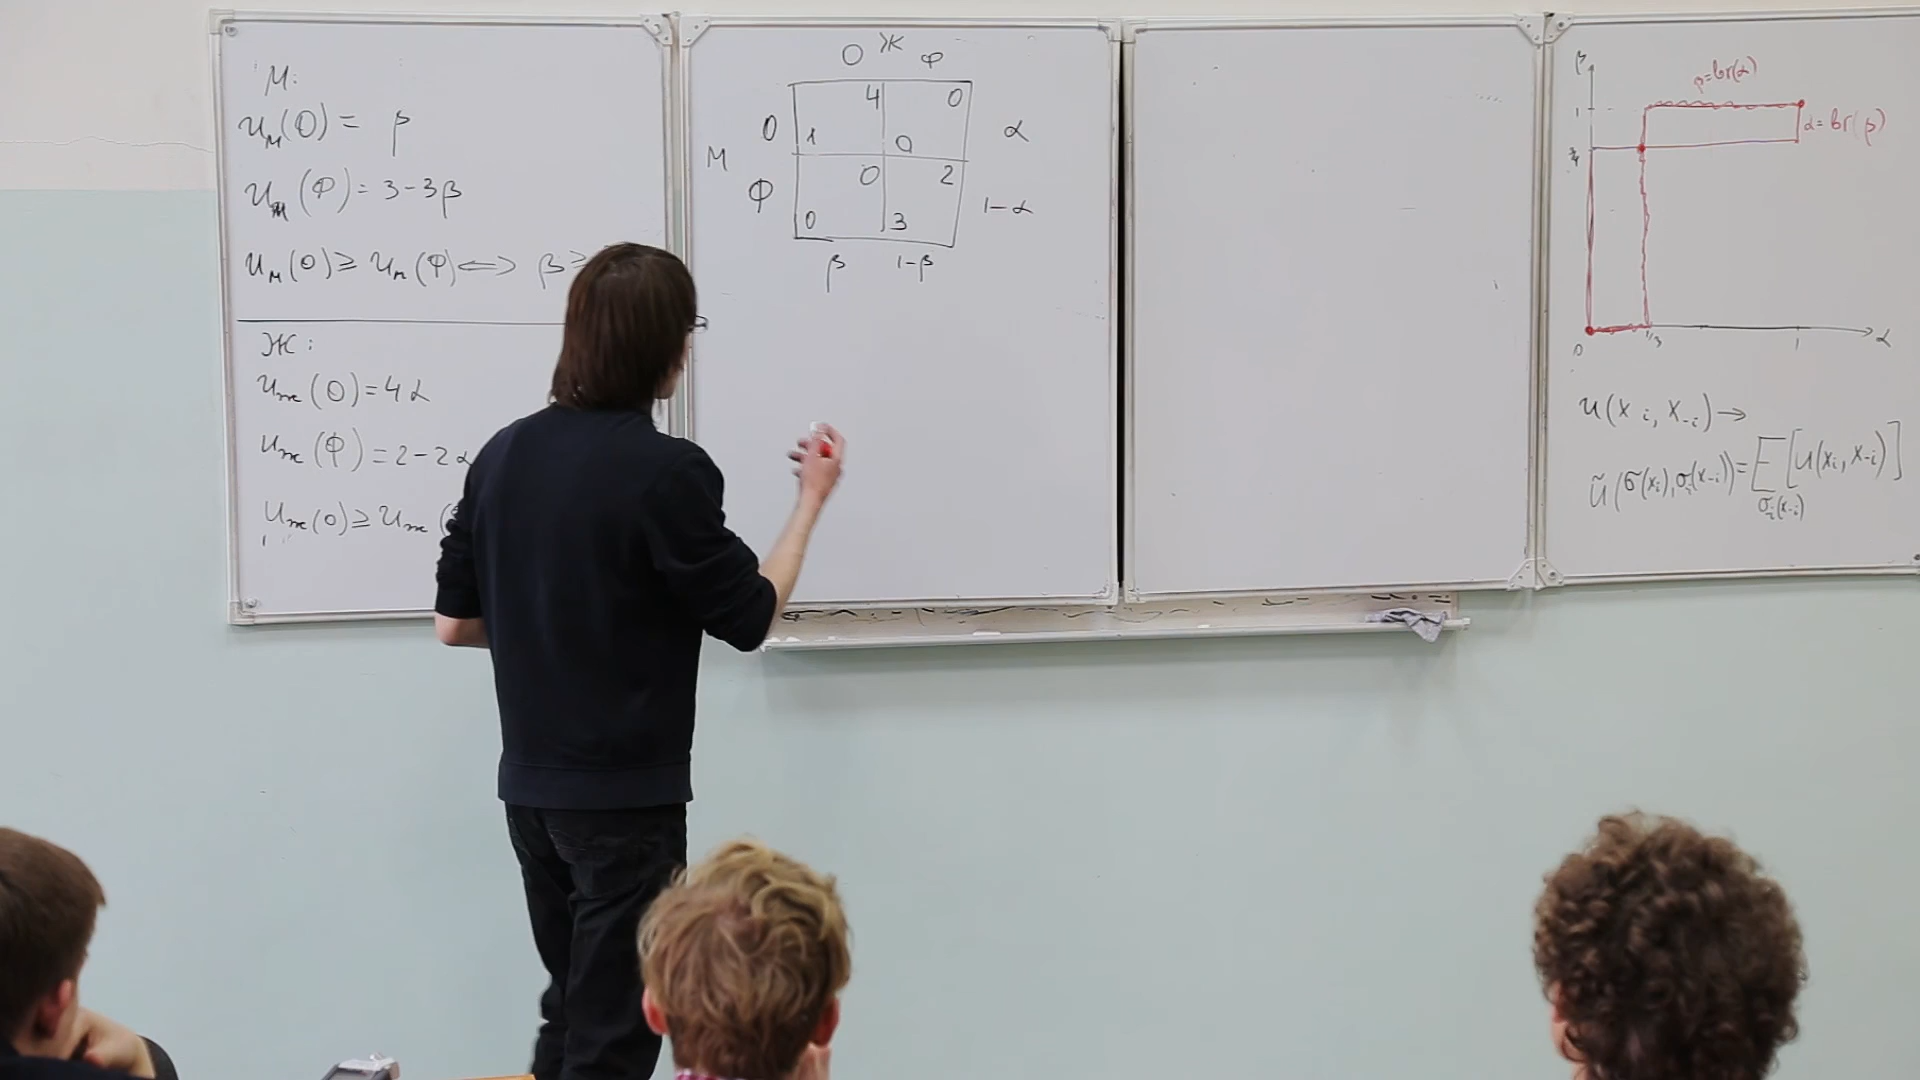 М:
u_м(О) = β
u_м(Ф) = 3-3β
u_м(О) ≥ u_м(Ф) ⟺ β ≥
Ж:
u_ж(О) = 4α
u_ж(Ф) = 2-2α
u_ж(О) ≥ u_ж (
Ж
О Ф
4 0
О 1 0 α
М
0 2
Ф 0 3 1-α
β 1-β
β
β=br(α)
1
α=br(β)
3/4
0 1/3 1 α
u(x_i, x_-i) →
ũ(σ(x_i), σ_i(x_-i)) = E_σ_i(x_-i) [u(x_i, x_-i)]